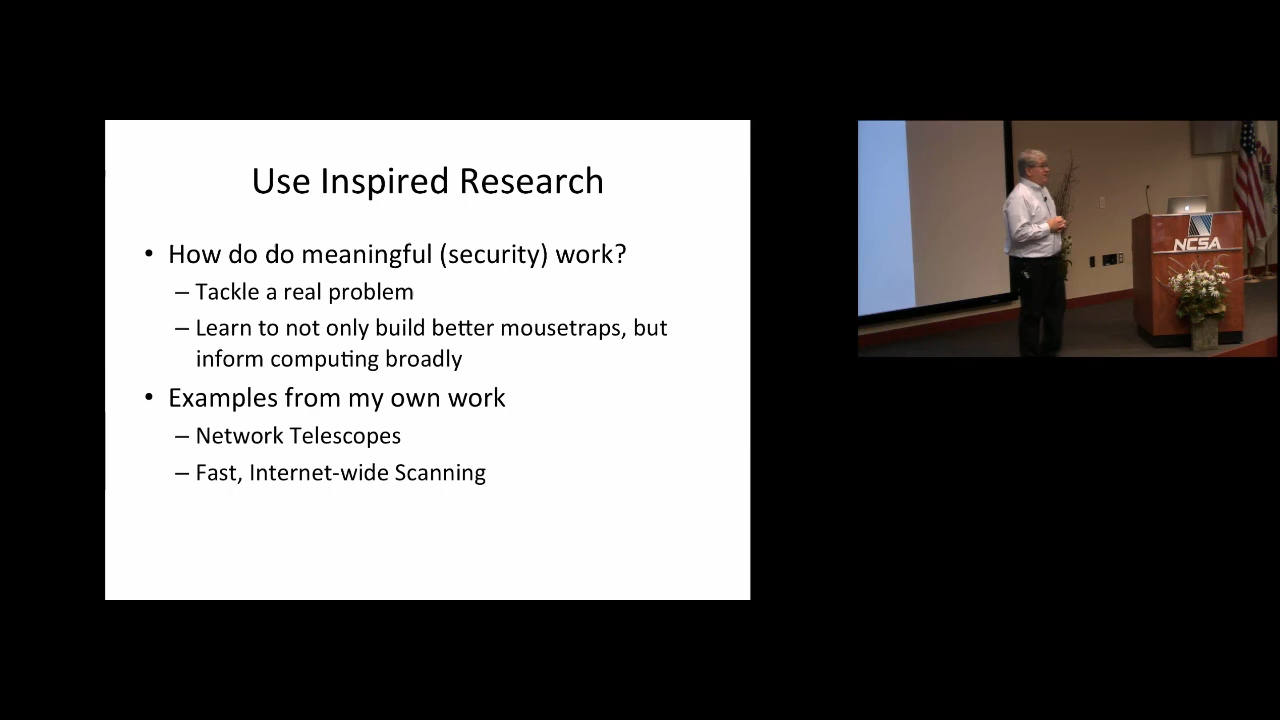 Use Inspired Research
• How do do meaningful (security) work?
– Tackle a real problem
– Learn to not only build better mousetraps, but
inform computing broadly
• Examples from my own work
– Network Telescopes
– Fast, Internet-wide Scanning
NCSA